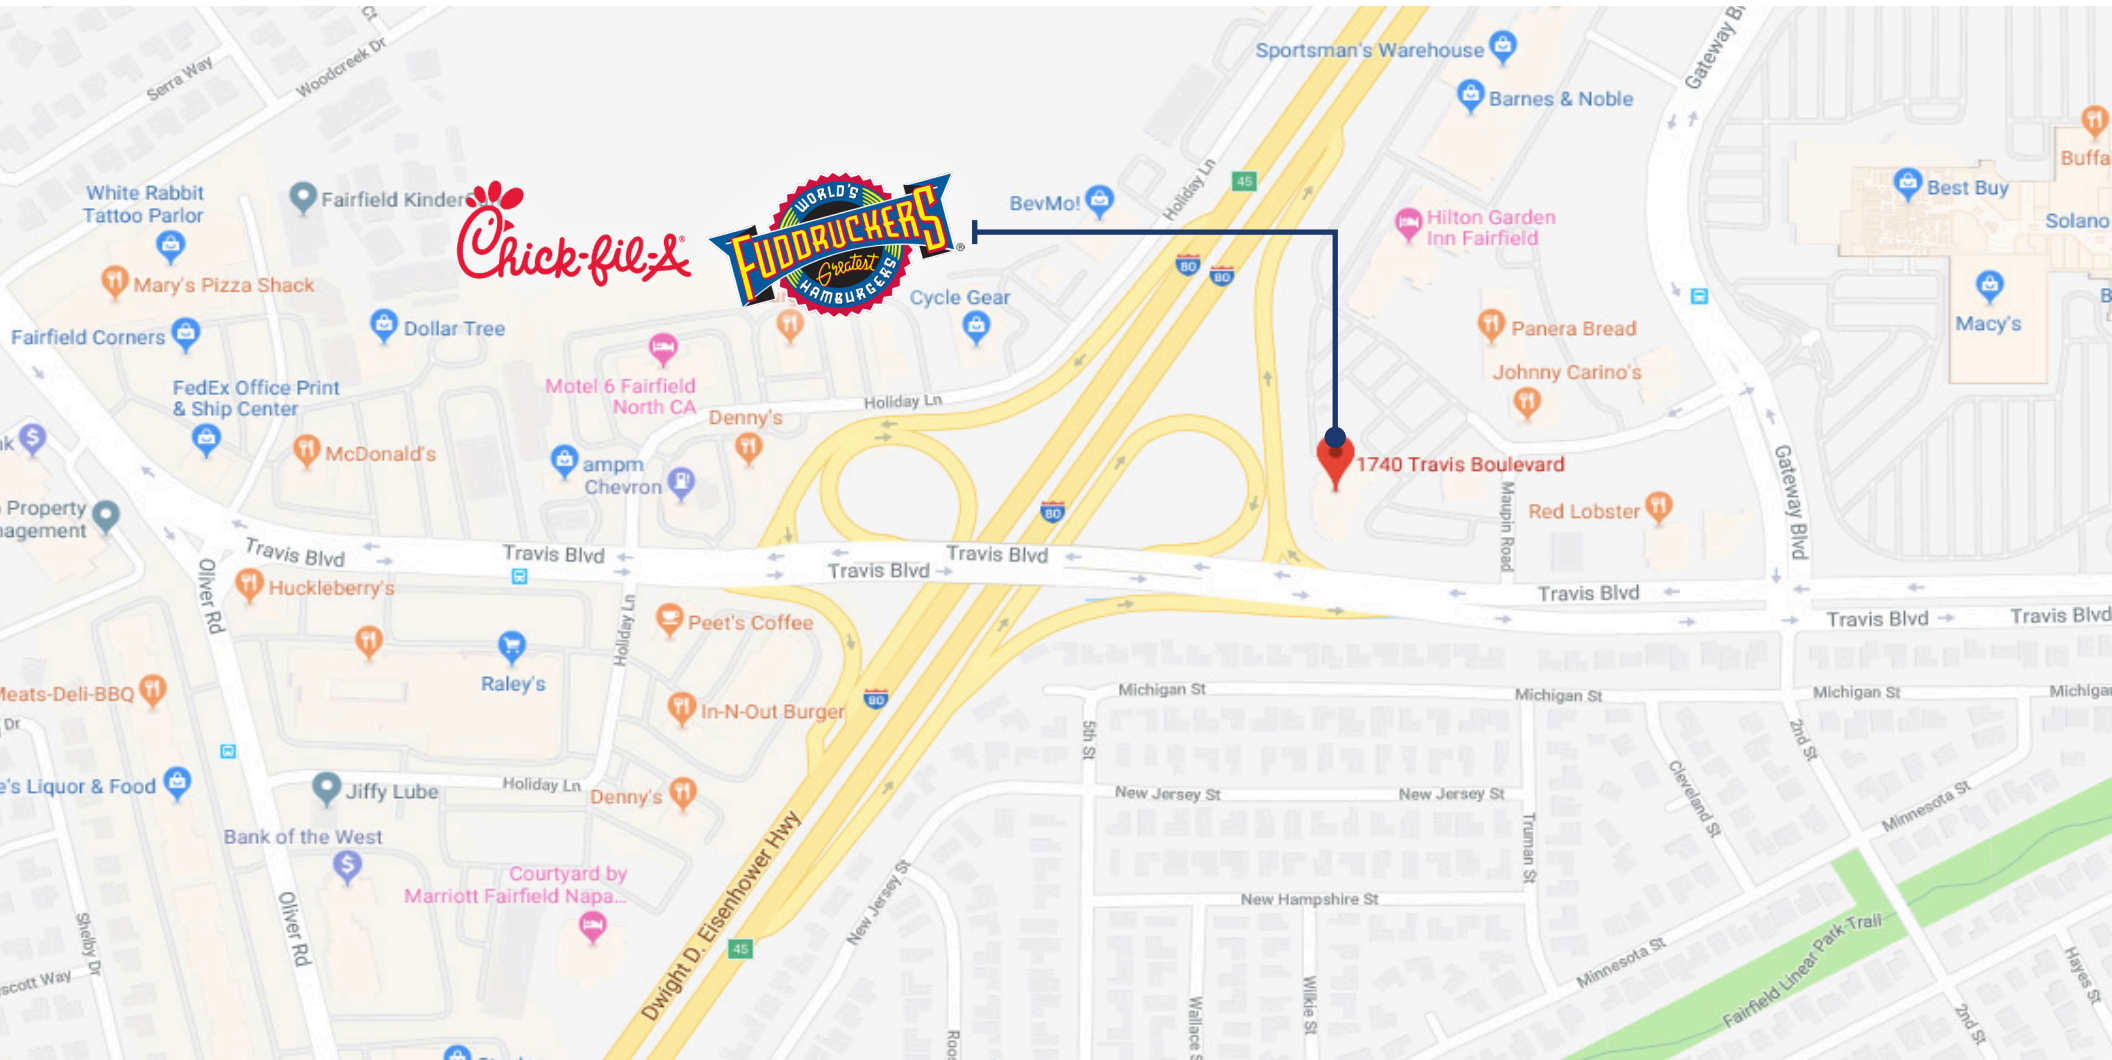 Ct
Woodcreek Dr
Serra Way
Sportsman's Warehouse
Barnes & Noble
Holiday Ln
45
White Rabbit
Tattoo Parlor
Fairfield Kinder
Chick-fil-A®
WORLD'S
FUDDRUCKERS®
Greatest
HAMBURGERS
BevMo!
Hilton Garden
Inn Fairfield
Best Buy
Buffa
Solano
Macy's
B
80
80
Mary's Pizza Shack
Fairfield Corners
Dollar Tree
Cycle Gear
Panera Bread
Johnny Carino's
Motel 6 Fairfield
North CA
Holiday Ln
Denny's
FedEx Office Print
& Ship Center
McDonald's
ampm
Chevron
1740 Travis Boulevard
Red Lobster
Maupin Road
Gateway Blvd
80
Property
nagement
Travis Blvd
Travis Blvd
Travis Blvd
Travis Blvd
Travis Blvd
Travis Blvd
Travis Blvd
Oliver Rd
Huckleberry's
Holiday Ln
Peet's Coffee
Raley's
In-N-Out Burger
80
Meats-Deli-BBQ
Dr
Michigan St
Michigan St
Michigan St
Michigan
5th St
2nd St
e's Liquor & Food
Jiffy Lube
Holiday Ln
Denny's
New Jersey St
New Jersey St
Cleveland St
Minnesota St
Truman St
Bank of the West
Courtyard by
Marriott Fairfield Napa...
Dwight D. Eisenhower Hwy
New Jersey St
New Hampshire St
Oliver Rd
Shelby Dr
scott Way
45
Minnesota St
Fairfield Linear Park Trail
Wallace S
Wilkie St
Hayes St
2nd St
Roos